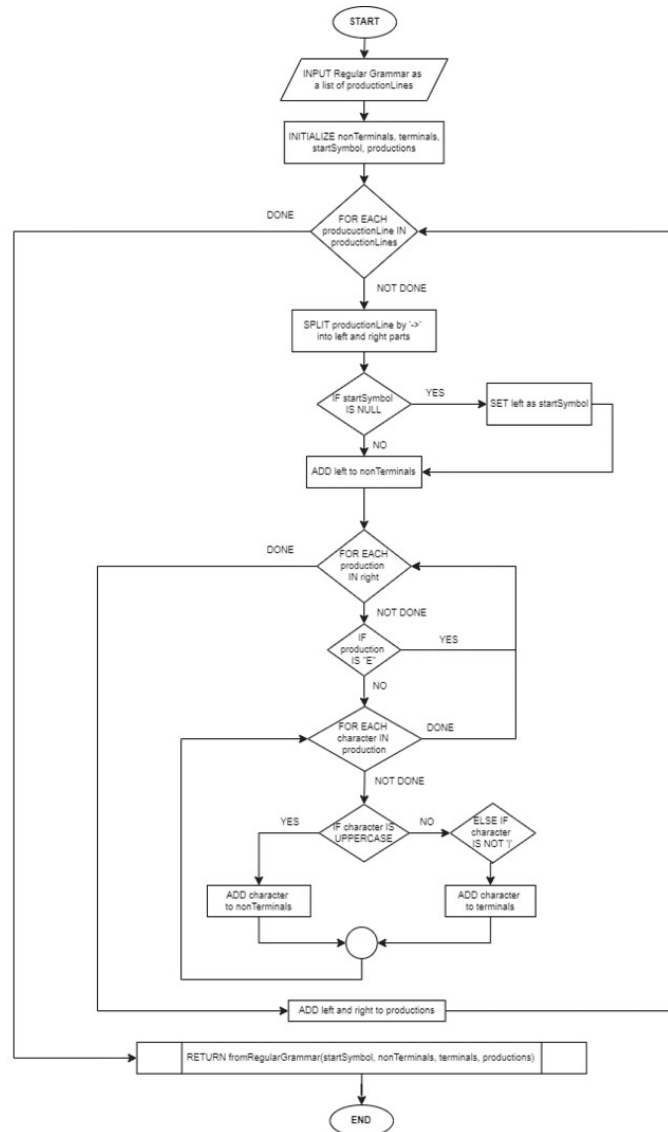 START
INPUT Regular Grammar as
a list of productionLines
INITIALIZE nonTerminals, terminals,
startSymbol, productions
DONE
FOR EACH
producuctionLine IN
productionLines
NOT DONE
SPLIT productionLine by '->'
into left and right parts
IF startSymbol
IS NULL
YES
SET left as startSymbol
NO
ADD left to nonTerminals
DONE
FOR EACH
production
IN right
NOT DONE
IF
production
IS "E"
YES
NO
FOR EACH
character IN
production
DONE
NOT DONE
YES
IF character IS
UPPERCASE
NO
ELSE IF
character
IS NOT '|'
ADD character
to nonTerminals
ADD character
to terminals
ADD left and right to productions
RETURN fromRegularGrammar(startSymbol, nonTerminals, terminals, productions)
END